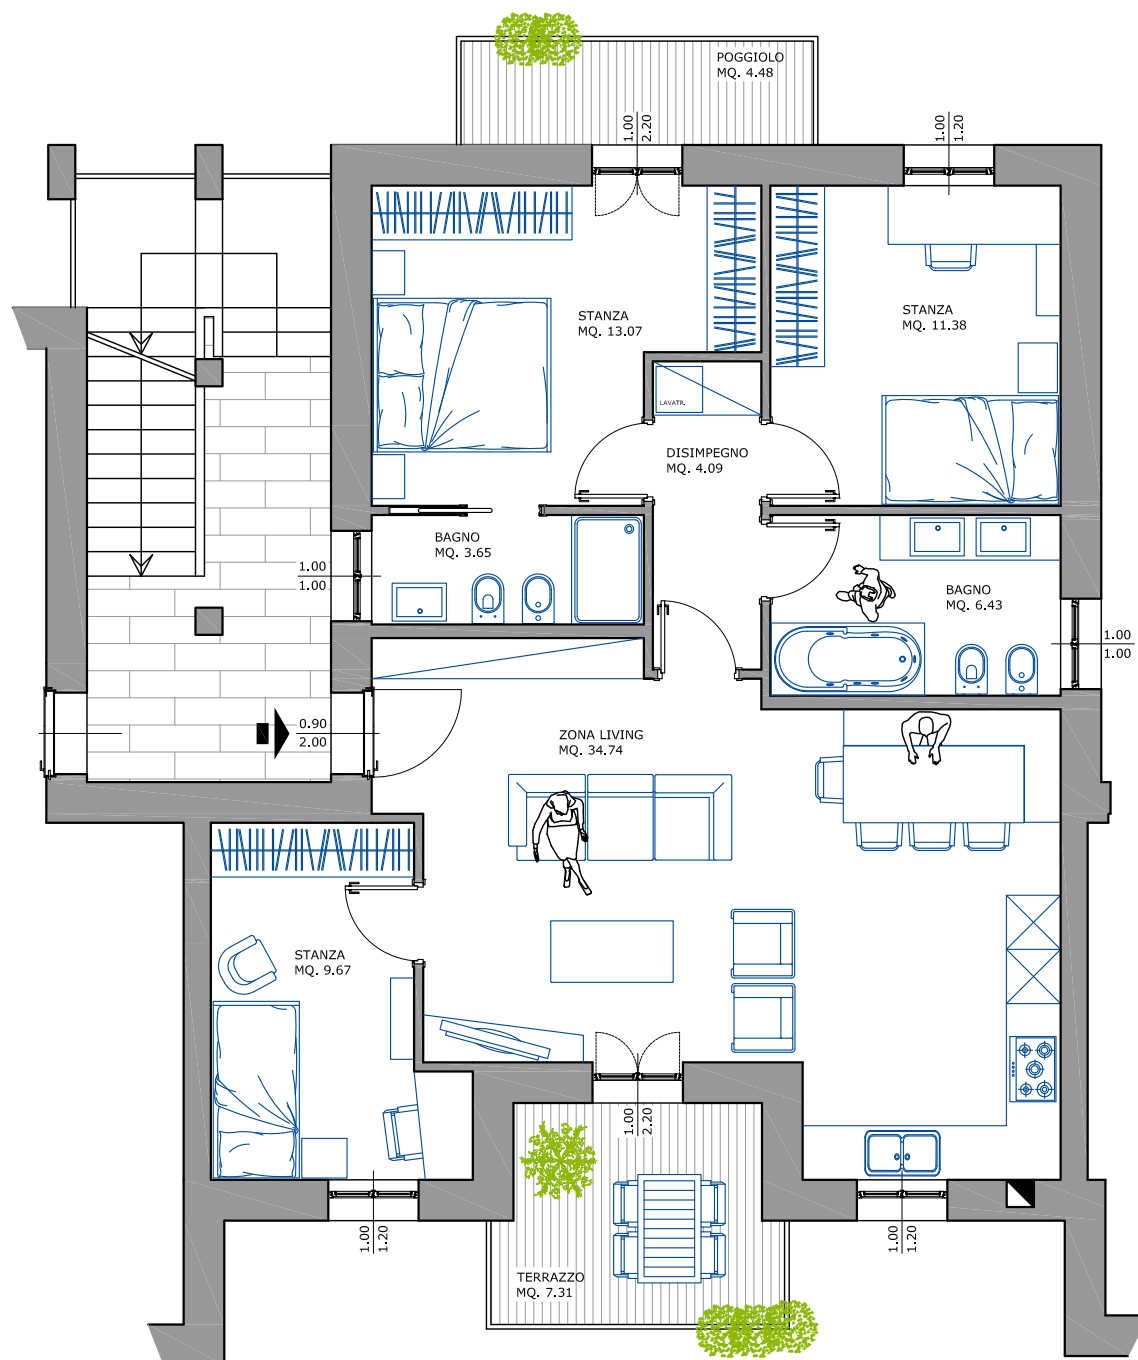 POGGIOLO
MQ. 4.48
1.00
2.20
1.00
1.20
STANZA
MQ. 13.07
STANZA
MQ. 11.38
LAVATR.
DISIMPEGNO
MQ. 4.09
BAGNO
MQ. 3.65
1.00
1.00
BAGNO
MQ. 6.43
1.00
1.00
0.90
2.00
ZONA LIVING
MQ. 34.74
STANZA
MQ. 9.67
1.00
2.20
1.00
1.20
1.00
1.20
TERRAZZO
MQ. 7.31